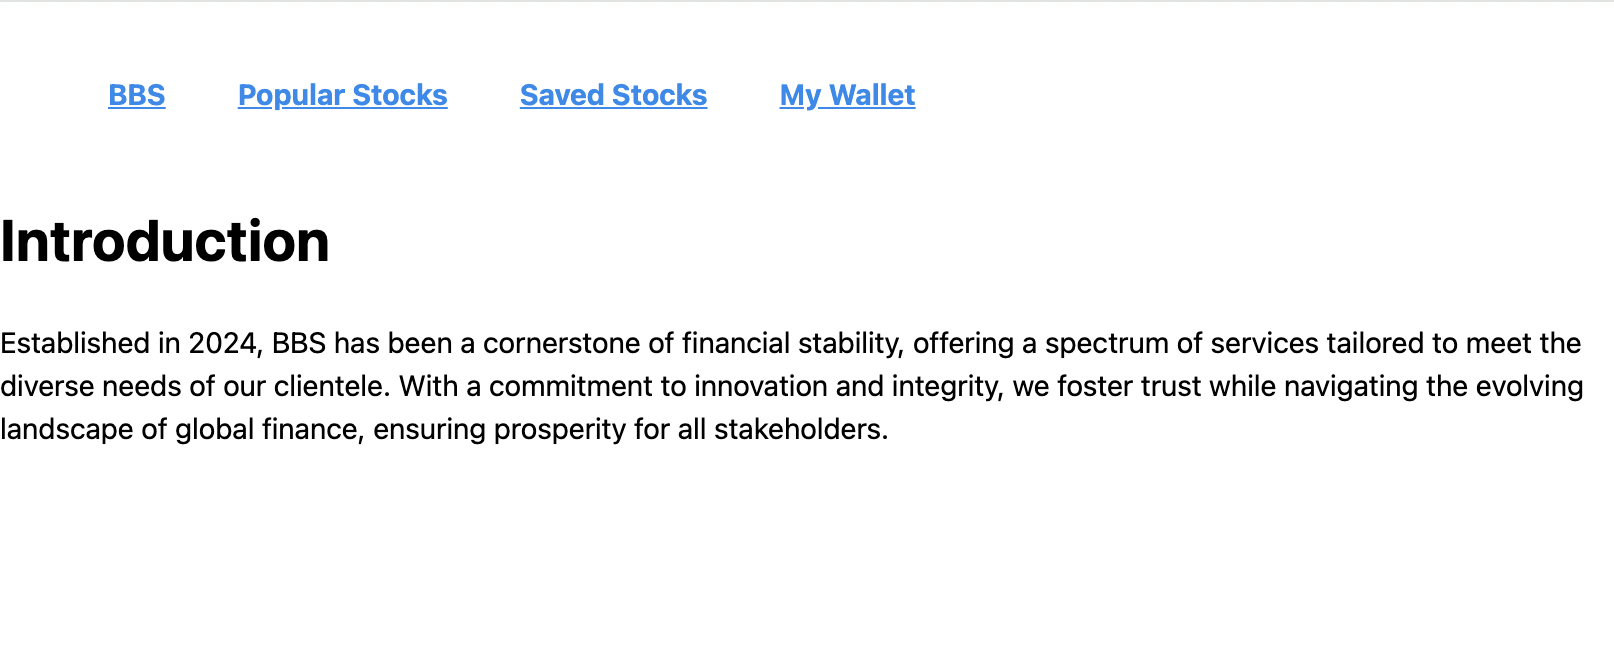 BBS Popular Stocks Saved Stocks My Wallet
Introduction
Established in 2024, BBS has been a cornerstone of financial stability, offering a spectrum of services tailored to meet the
diverse needs of our clientele. With a commitment to innovation and integrity, we foster trust while navigating the evolving
landscape of global finance, ensuring prosperity for all stakeholders.